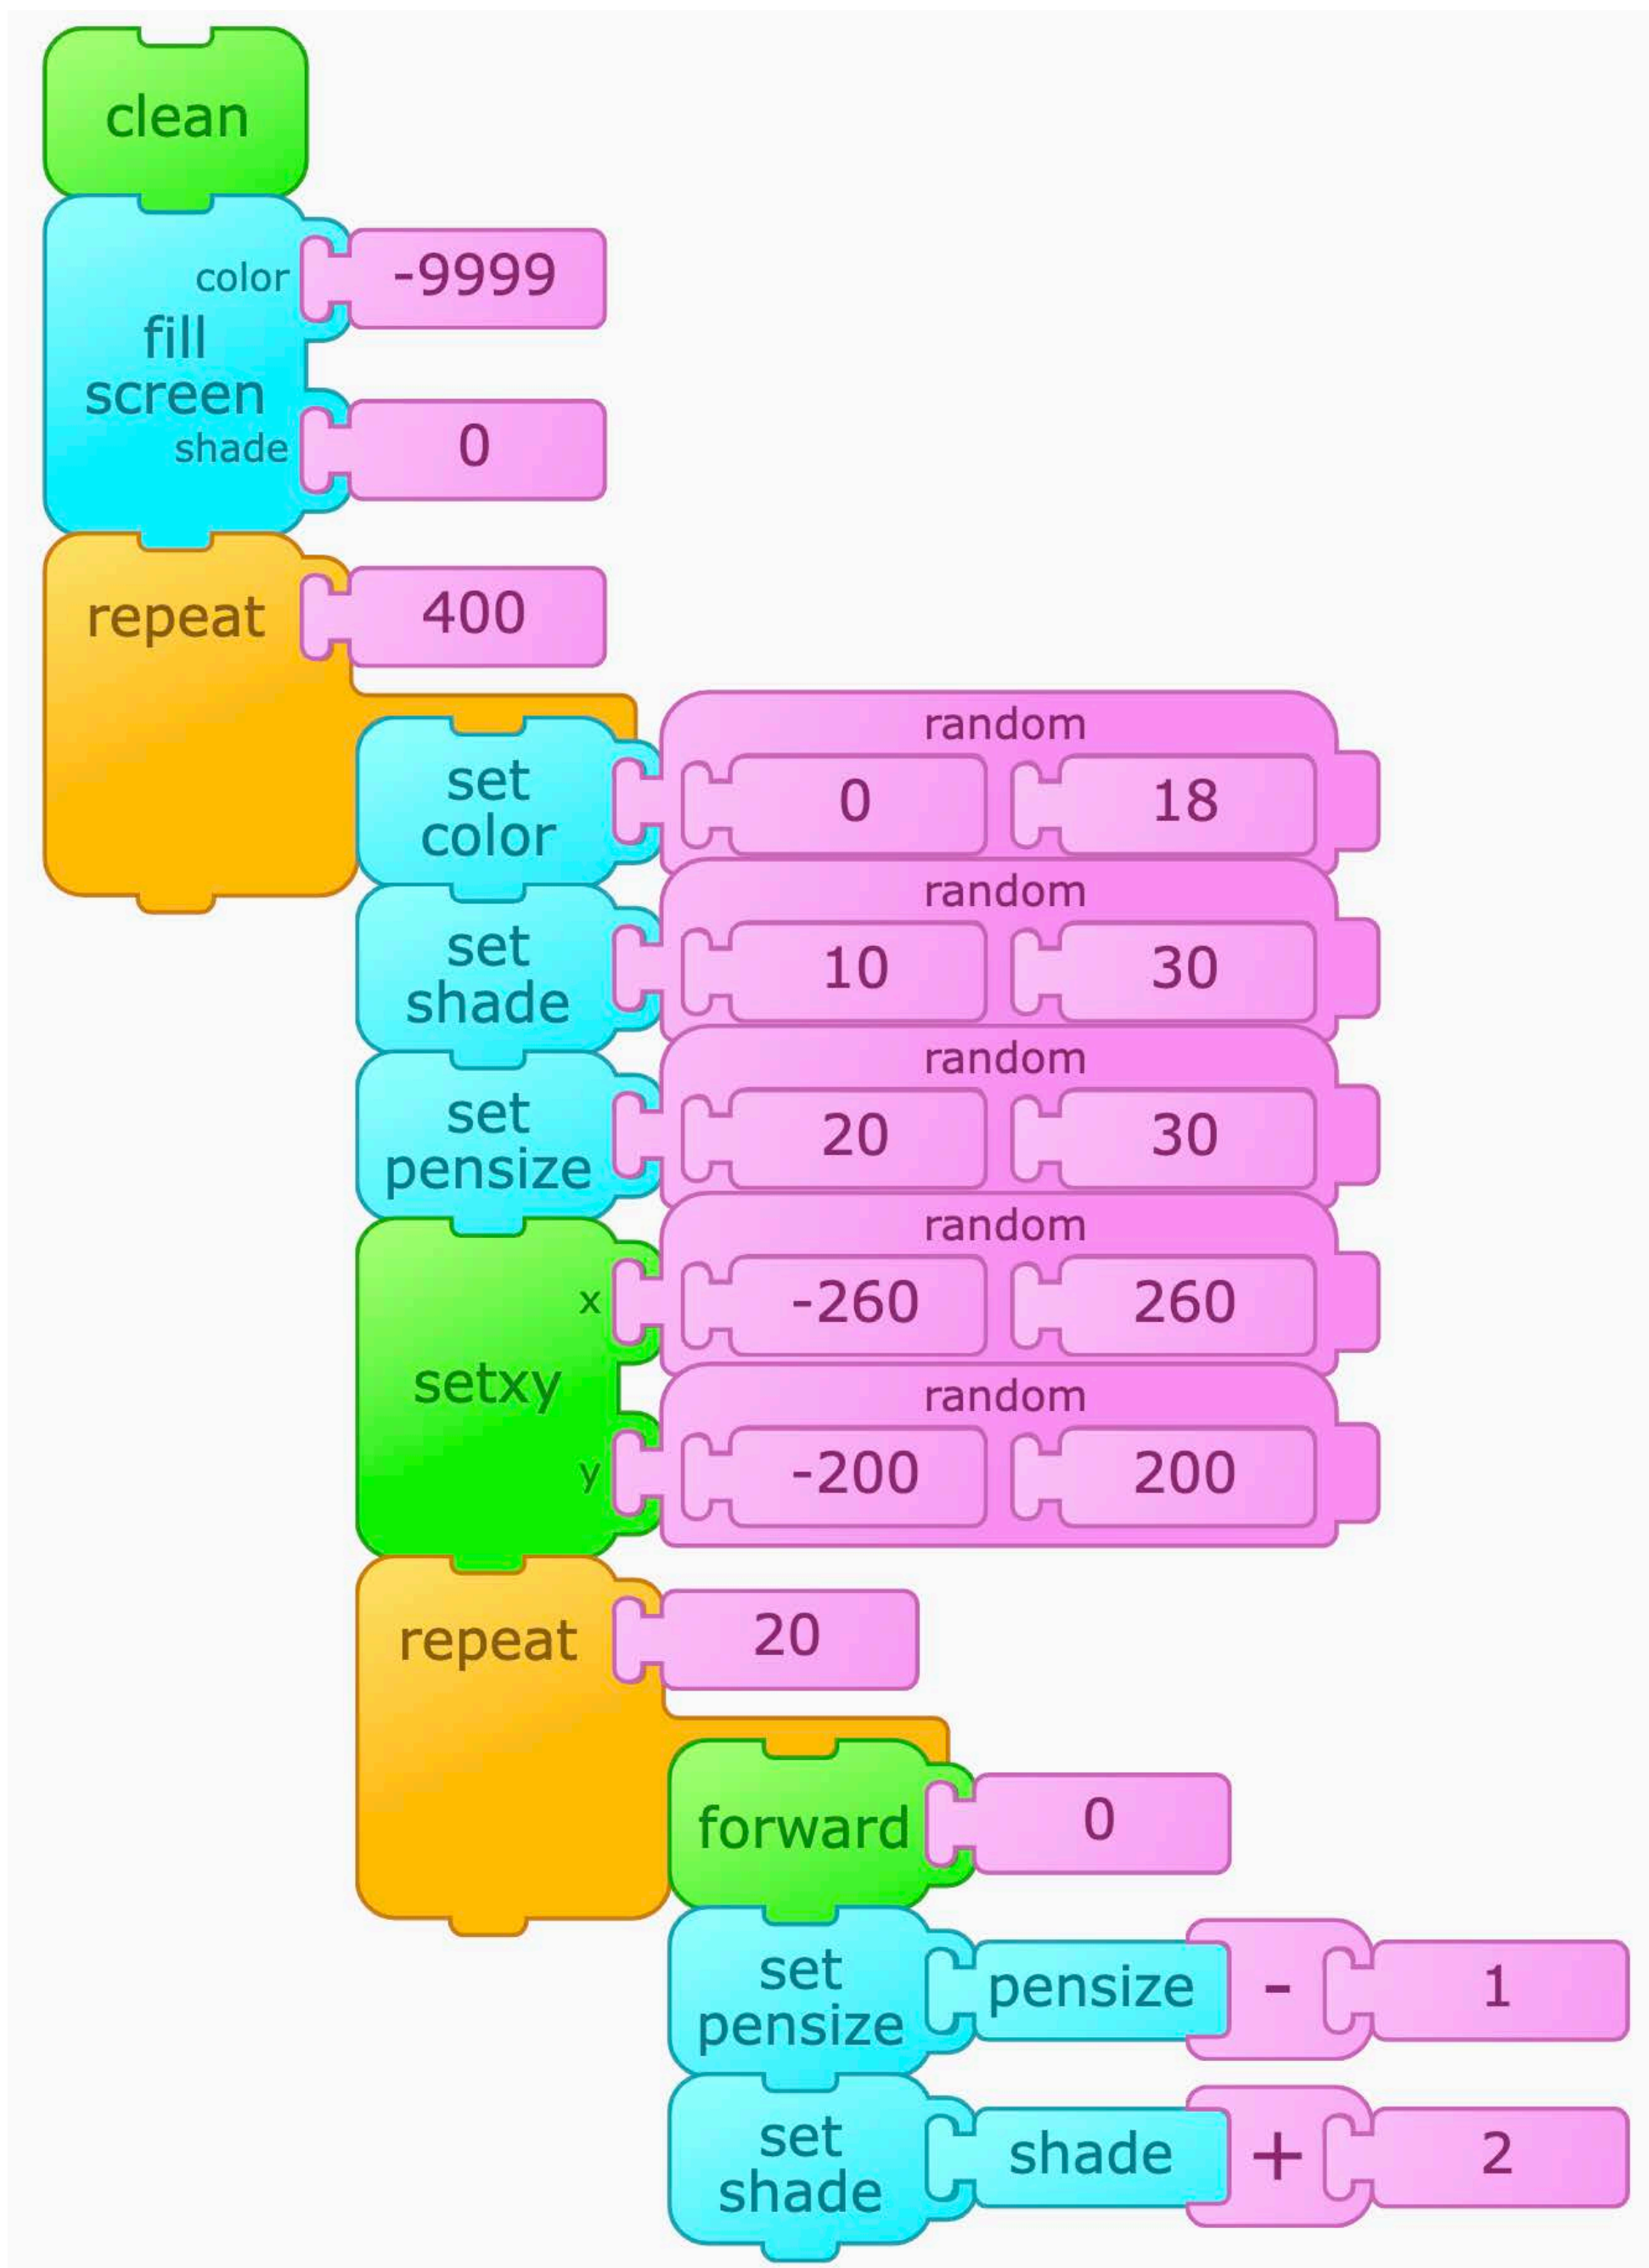 clean
color -9999
fill
screen
shade 0
repeat 400
random
set
color
0 18
random
set
shade
10 30
random
set
pensize
20 30
random
x -260 260
setxy
random
y -200 200
repeat 20
forward 0
set
pensize
pensize - 1
set
shade
shade + 2